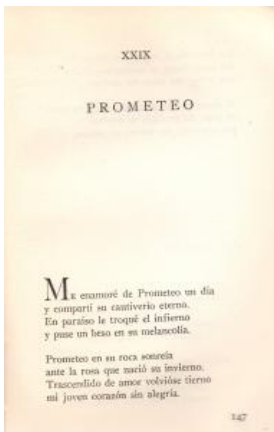 XXIX
PROMETEO
ME enamoré de Prometeo un día
y compartí su cautiverio eterno.
En paraíso le troqué el infierno
y puse un beso en su melancolía.
Prometeo en su roca sonreía
ante la rosa que nació su invierno.
Trascendido de amor volvióse tierno
mi joven corazón sin alegría.
247